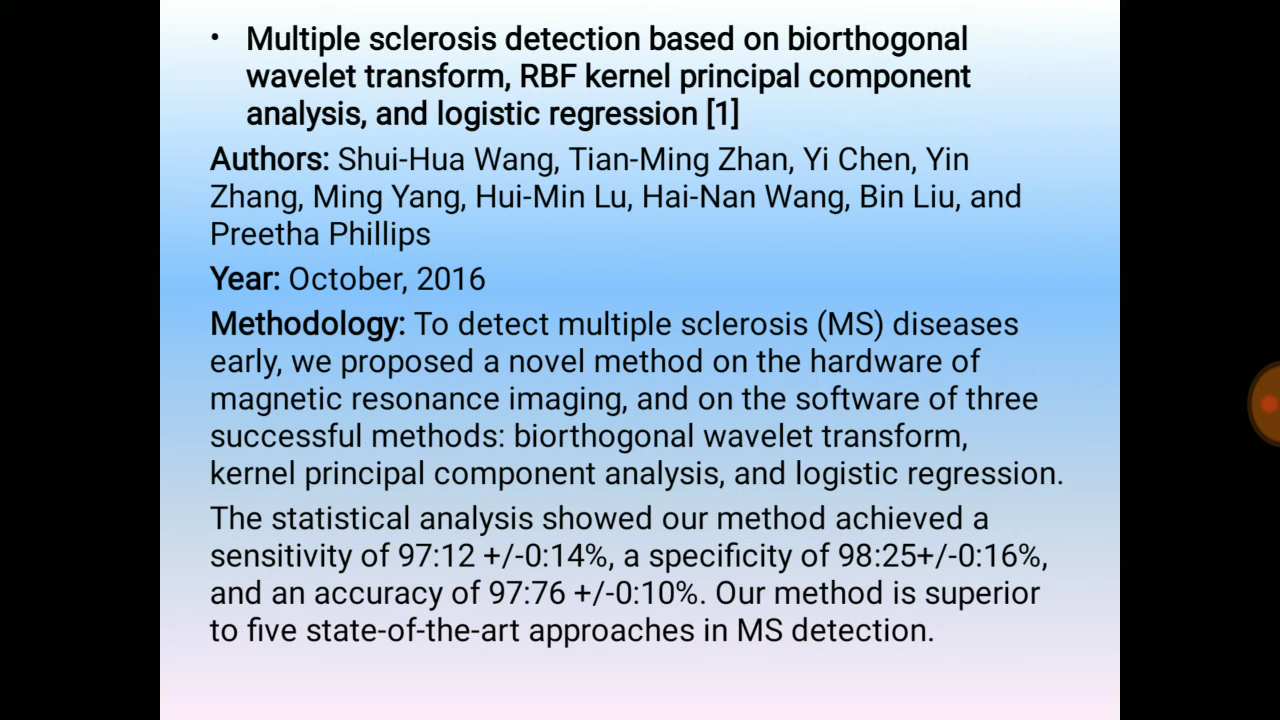 • Multiple sclerosis detection based on biorthogonal
wavelet transform, RBF kernel principal component
analysis, and logistic regression [1]
Authors: Shui-Hua Wang, Tian-Ming Zhan, Yi Chen, Yin
Zhang, Ming Yang, Hui-Min Lu, Hai-Nan Wang, Bin Liu, and
Preetha Phillips
Year: October, 2016
Methodology: To detect multiple sclerosis (MS) diseases
early, we proposed a novel method on the hardware of
magnetic resonance imaging, and on the software of three
successful methods: biorthogonal wavelet transform,
kernel principal component analysis, and logistic regression.
The statistical analysis showed our method achieved a
sensitivity of 97:12 +/-0:14%, a specificity of 98:25+/-0:16%,
and an accuracy of 97:76 +/-0:10%. Our method is superior
to five state-of-the-art approaches in MS detection.